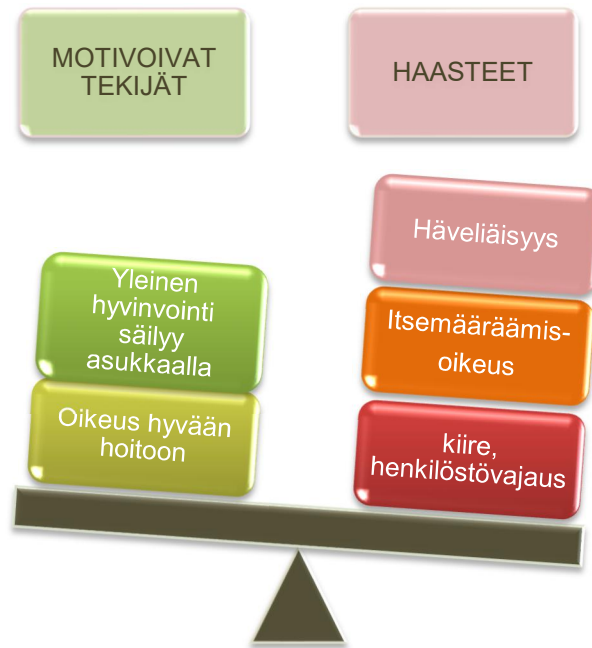 MOTIVOIVAT
TEKIJÄT
HAASTEET
Yleinen
hyvinvointi
säilyy
asukkaalla
Oikeus hyvään
hoitoon
Häveliäisyys
Itsemääräämis-
oikeus
kiire,
henkilöstövajaus